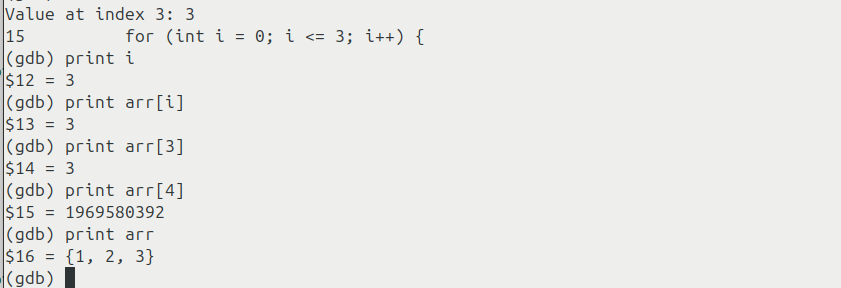 Value at index 3: 3
15          for (int i = 0; i <= 3; i++) {
(gdb) print i
$12 = 3
(gdb) print arr[i]
$13 = 3
(gdb) print arr[3]
$14 = 3
(gdb) print arr[4]
$15 = 1969580392
(gdb) print arr
$16 = {1, 2, 3}
(gdb)